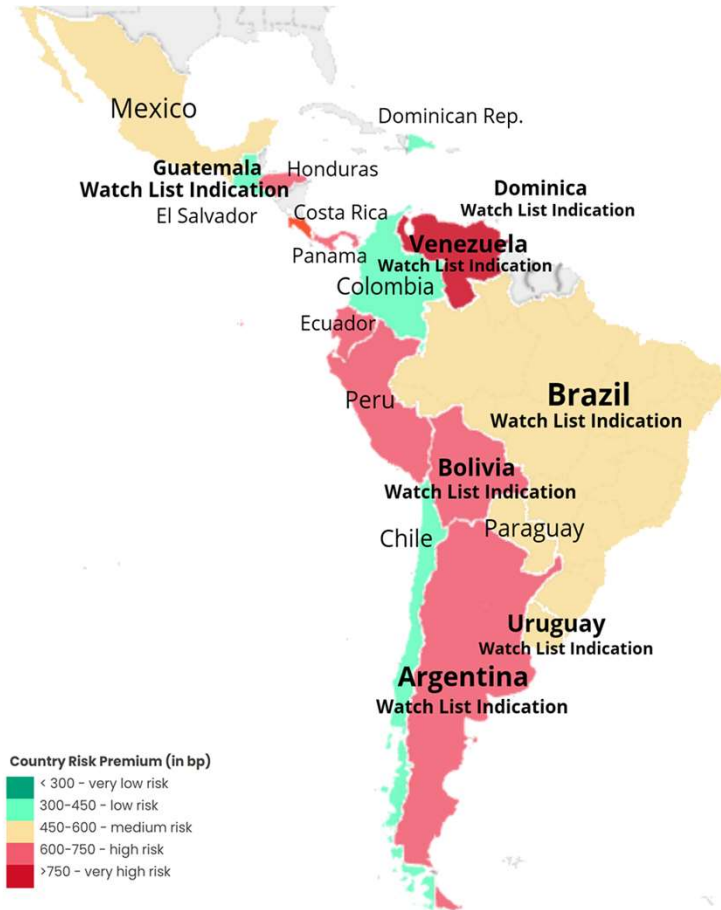 Mexico
Dominican Rep.
Guatemala
Watch List Indication
Honduras
Dominica
Watch List Indication
El Salvador
Costa Rica
Venezuela
Watch List Indication
Panama
Colombia
Ecuador
Brazil
Watch List Indication
Peru
Bolivia
Watch List Indication
Paraguay
Chile
Uruguay
Watch List Indication
Argentina
Watch List Indication
Country Risk Premium (in bp)
< 300 - very low risk
300-450 - low risk
450-600 - medium risk
600-750 - high risk
>750 - very high risk